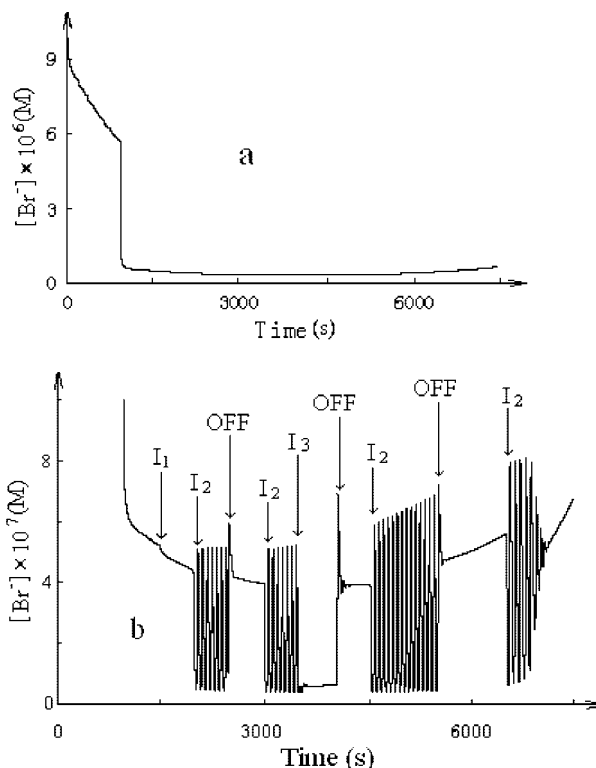 [Br⁻]×10⁶(M)
9
6
3
0
a
0
3000
6000
Time(s)
[Br⁻]×10⁷(M)
8
4
0
b
I₁
I₂
OFF
I₂
I₃
OFF
I₂
OFF
I₂
0
3000
6000
Time (s)